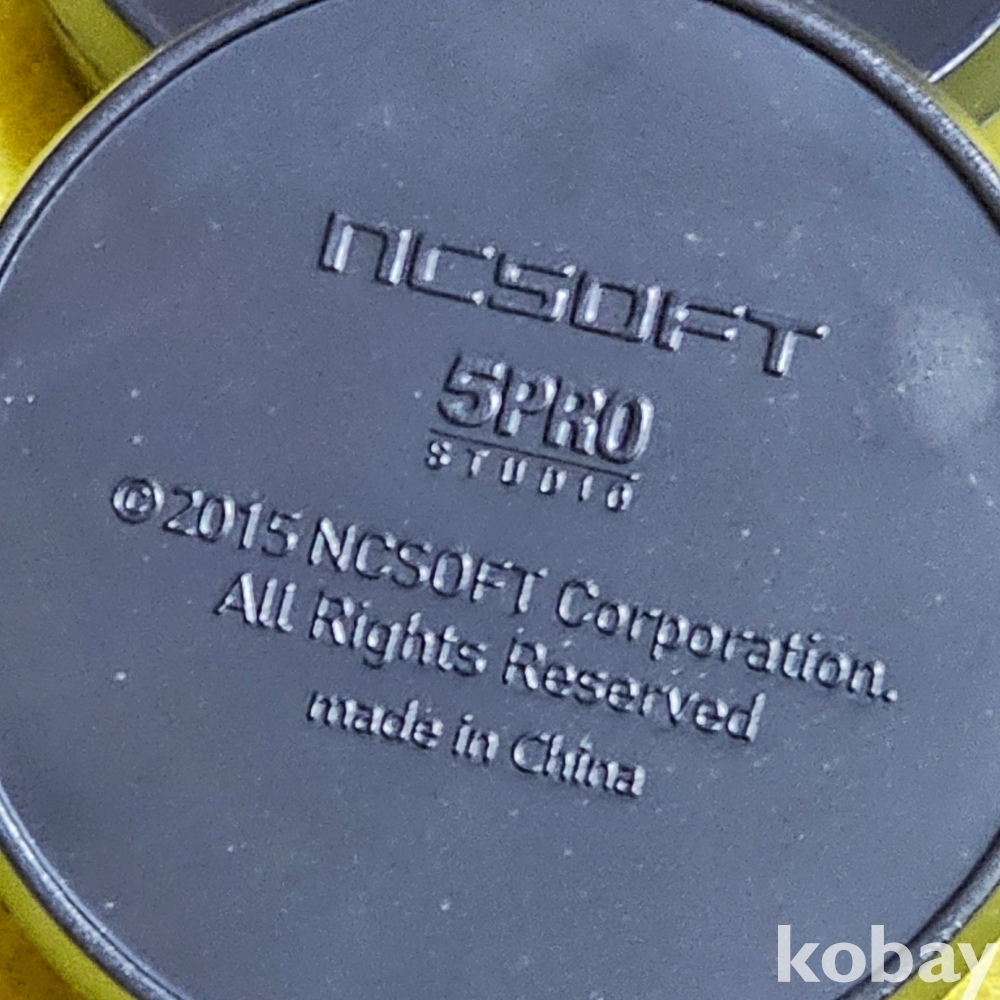 NCSOFT
5PRO
STUDIO
©2015 NCSOFT Corporation.
All Rights Reserved
made in China
kobay